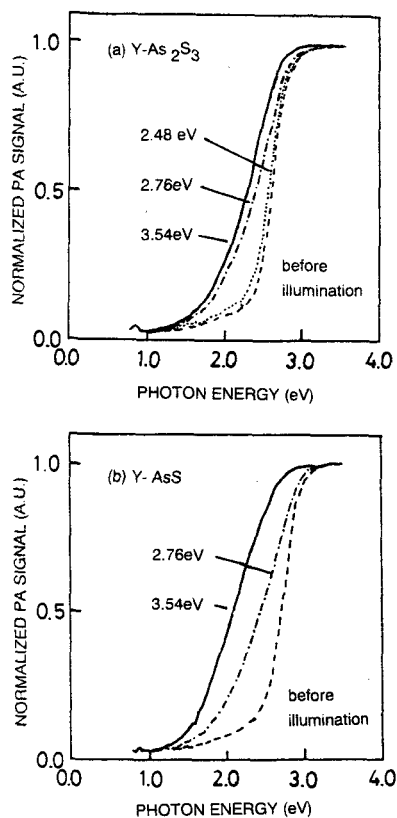 1.0
(a) Y-As 2S3
2.48 eV
2.76eV
3.54eV
0.5
before
illumination
0.0
0.0 1.0 2.0 3.0 4.0
NORMALIZED PA SIGNAL (A.U.)
PHOTON ENERGY (eV)
1.0
(b) Y- AsS
2.76eV
3.54eV
0.5
before
illumination
0.0
0.0 1.0 2.0 3.0 4.0
NORMALIZED PA SIGNAL (A.U.)
PHOTON ENERGY (eV)